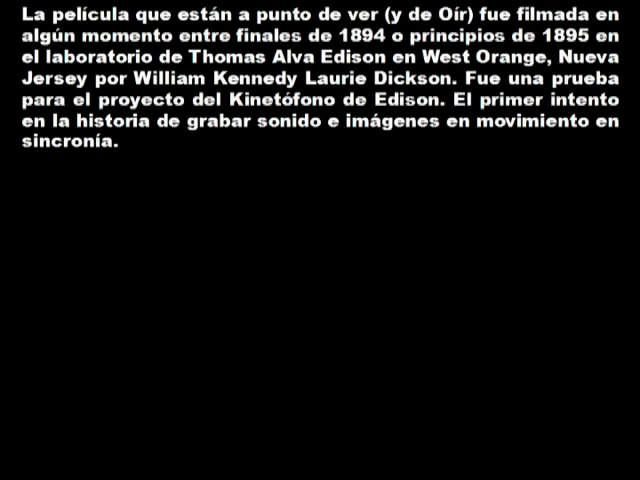 La película que están a punto de ver (y de Oír) fue filmada en
algún momento entre finales de 1894 o principios de 1895 en
el laboratorio de Thomas Alva Edison en West Orange, Nueva
Jersey por William Kennedy Laurie Dickson. Fue una prueba
para el proyecto del Kinetófono de Edison. El primer intento
en la historia de grabar sonido e imágenes en movimiento en
sincronía.